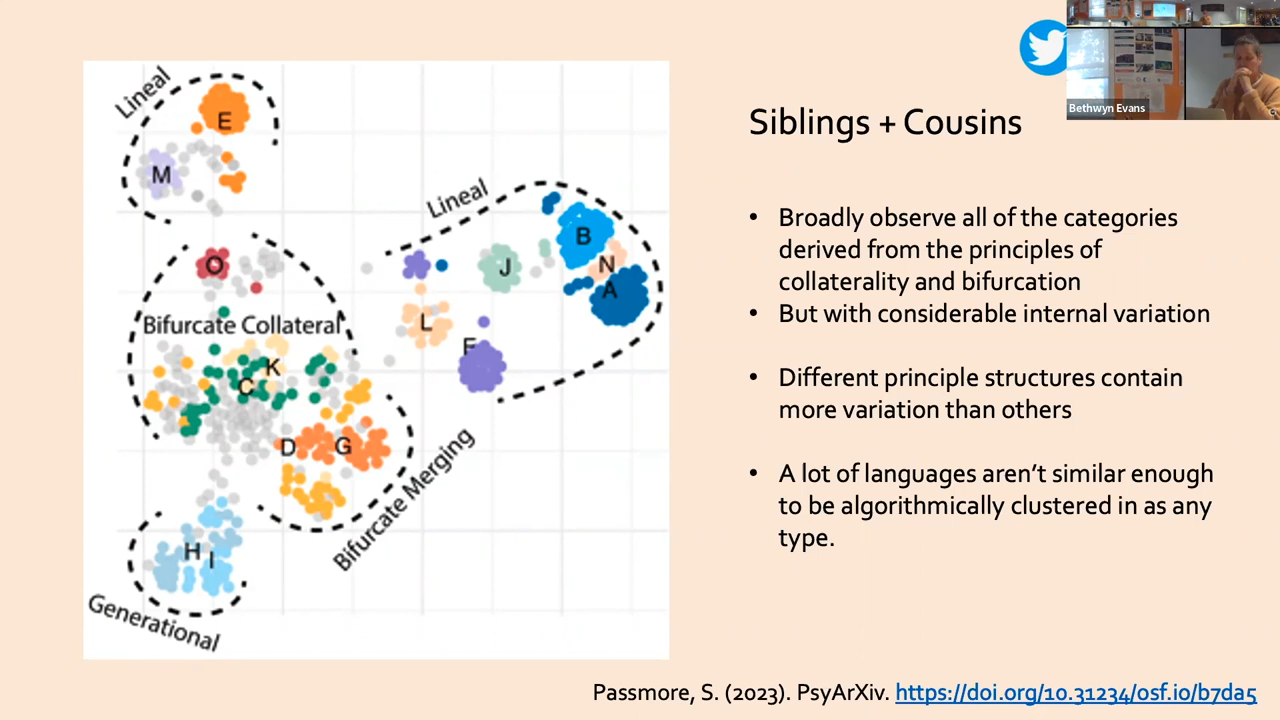 Bethwyn Evans
Siblings + Cousins
Lineal
E
M
Lineal
B
N
A
J
L
F
O
Bifurcate Collateral
K
C
D
G
Bifurcate Merging
H
I
Generational
• Broadly observe all of the categories
derived from the principles of
collaterality and bifurcation
• But with considerable internal variation
• Different principle structures contain
more variation than others
• A lot of languages aren't similar enough
to be algorithmically clustered in as any
type.
Passmore, S. (2023). PsyArXiv. https://doi.org/10.31234/osf.io/b7da5